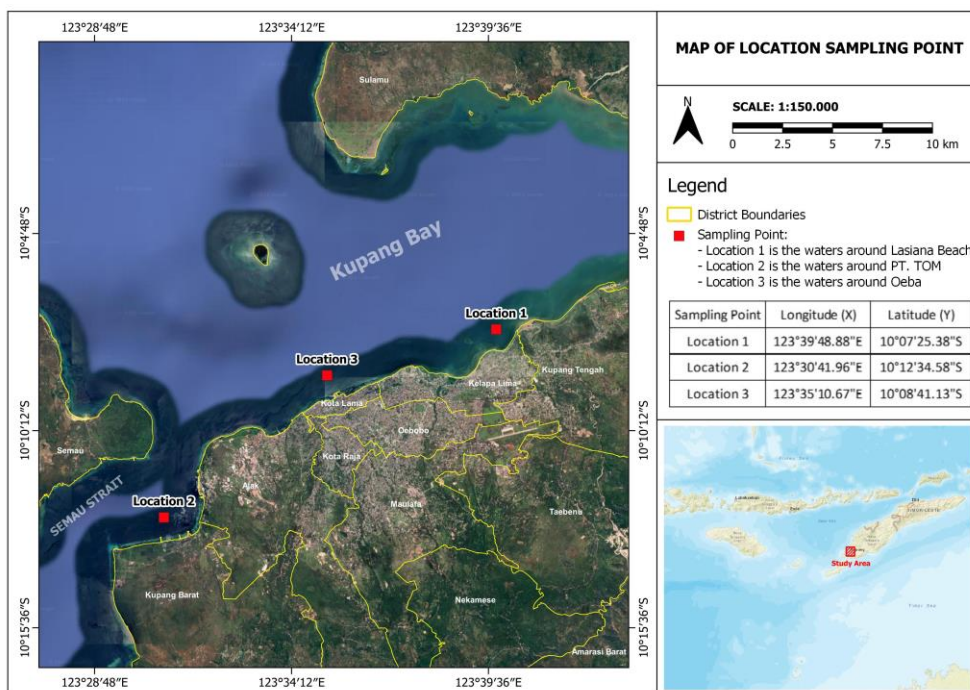 123°28'48"E 123°34'12"E 123°39'36"E
10°4'48"S
10°10'12"S
10°15'36"S
Sulamu
Kupang Bay
Location 1
Location 3
Kupang Tengah
Kelapa Lima
Kota Lama
Oebobo
Semau
Kota Raja
Alak
Maulafa
SEMAU STRAIT
Location 2
Taebenu
Kupang Barat
Nekamese
Amarasi Barat
10°4'48"S
10°10'12"S
10°15'36"S
123°28'48"E 123°34'12"E 123°39'36"E
MAP OF LOCATION SAMPLING POINT
N
SCALE: 1:150.000
0 2.5 5 7.5 10 km
Legend
District Boundaries
Sampling Point:
- Location 1 is the waters around Lasiana Beach
- Location 2 is the waters around PT. TOM
- Location 3 is the waters around Oeba
Sampling Point Longitude (X) Latitude (Y)
Location 1 123°39'48.88"E 10°07'25.38"S
Location 2 123°30'41.96"E 10°12'34.58"S
Location 3 123°35'10.67"E 10°08'41.13"S
TIMOR-LESTE
Study Area